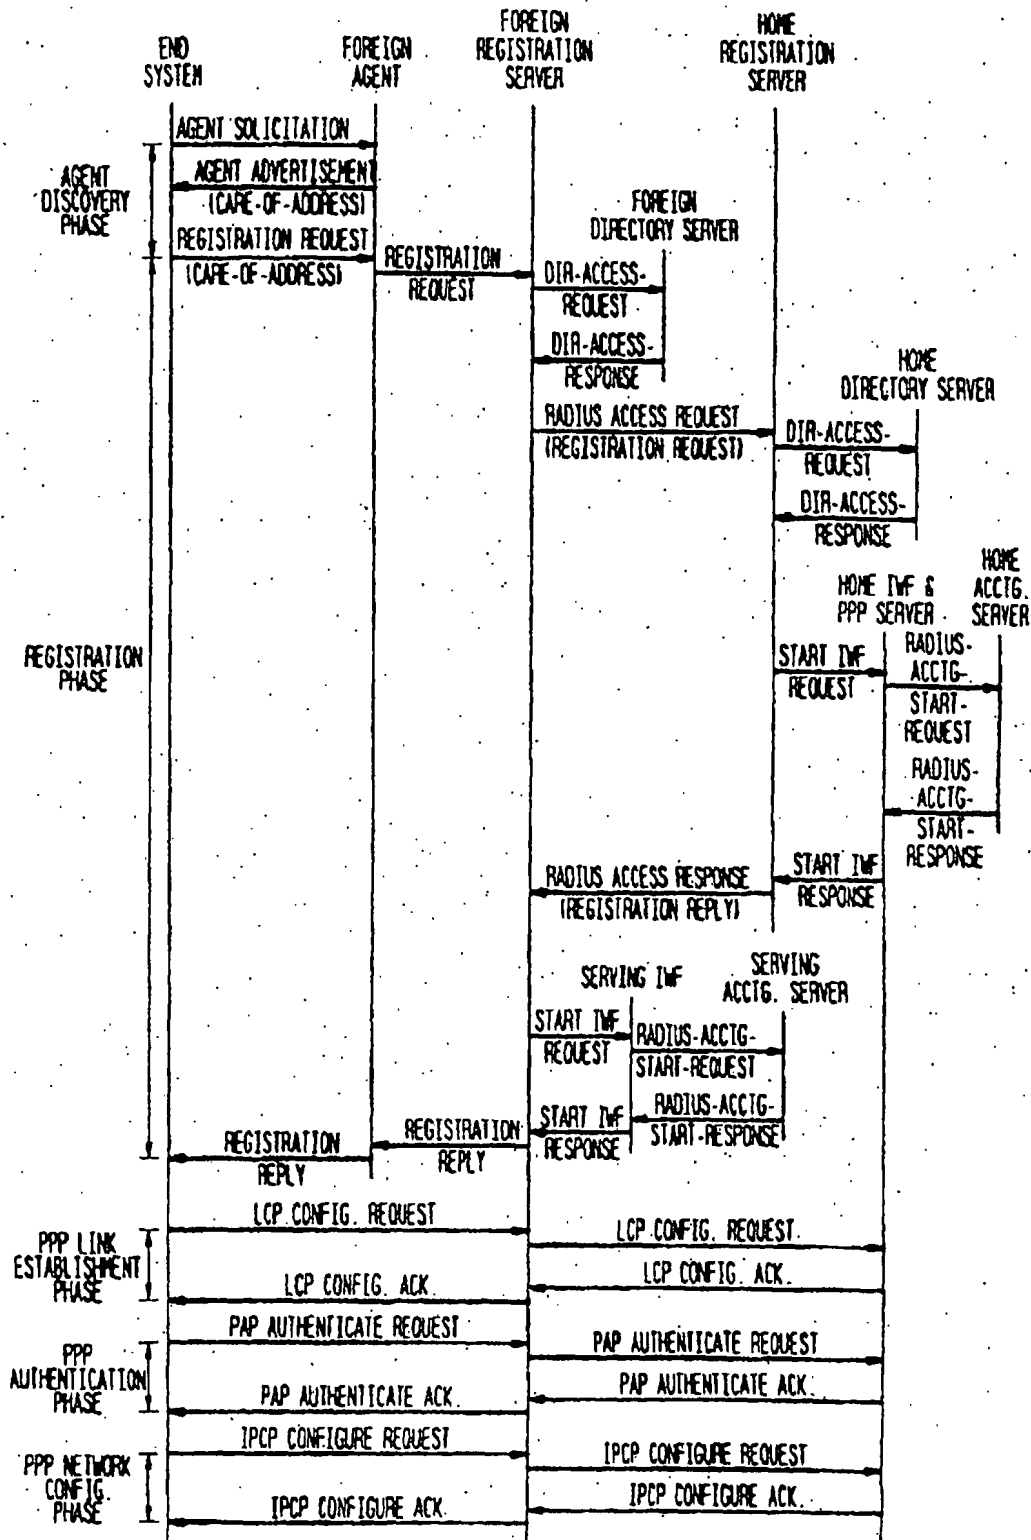 FOREIGN
REGISTRATION
SERVER
HOME
REGISTRATION
SERVER
END
SYSTEM
FOREIGN
AGENT
AGENT SOLICITATION
AGENT ADVERTISEMENT
(CARE-OF-ADDRESS)
AGENT
DISCOVERY
PHASE
REGISTRATION REQUEST
(CARE-OF-ADDRESS)
REGISTRATION
REQUEST
FOREIGN
DIRECTORY SERVER
DIR-ACCESS-
REQUEST
DIR-ACCESS-
RESPONSE
HOME
DIRECTORY SERVER
RADIUS ACCESS REQUEST
(REGISTRATION REQUEST)
DIR-ACCESS-
REQUEST
DIR-ACCESS-
RESPONSE
HOME IWF &
PPP SERVER
HOME
ACCTG.
SERVER
REGISTRATION
PHASE
START IWF
REQUEST
RADIUS-
ACCTG-
START-
REQUEST
RADIUS-
ACCTG-
START-
RESPONSE
START IWF
RESPONSE
RADIUS ACCESS RESPONSE
(REGISTRATION REPLY)
SERVING IWF
SERVING
ACCTG. SERVER
START IWF
REQUEST
RADIUS-ACCTG-
START-REQUEST
RADIUS-ACCTG-
START-RESPONSE
START IWF
RESPONSE
REGISTRATION
REPLY
REGISTRATION
REPLY
LCP CONFIG. REQUEST
LCP CONFIG. REQUEST
PPP LINK
ESTABLISHMENT
PHASE
LCP CONFIG. ACK.
LCP CONFIG. ACK.
PAP AUTHENTICATE REQUEST
PAP AUTHENTICATE REQUEST
PPP
AUTHENTICATION
PHASE
PAP AUTHENTICATE ACK.
PAP AUTHENTICATE ACK.
IPCP CONFIGURE REQUEST
IPCP CONFIGURE REQUEST
PPP NETWORK
CONFIG.
PHASE
IPCP CONFIGURE ACK.
IPCP CONFIGURE ACK.